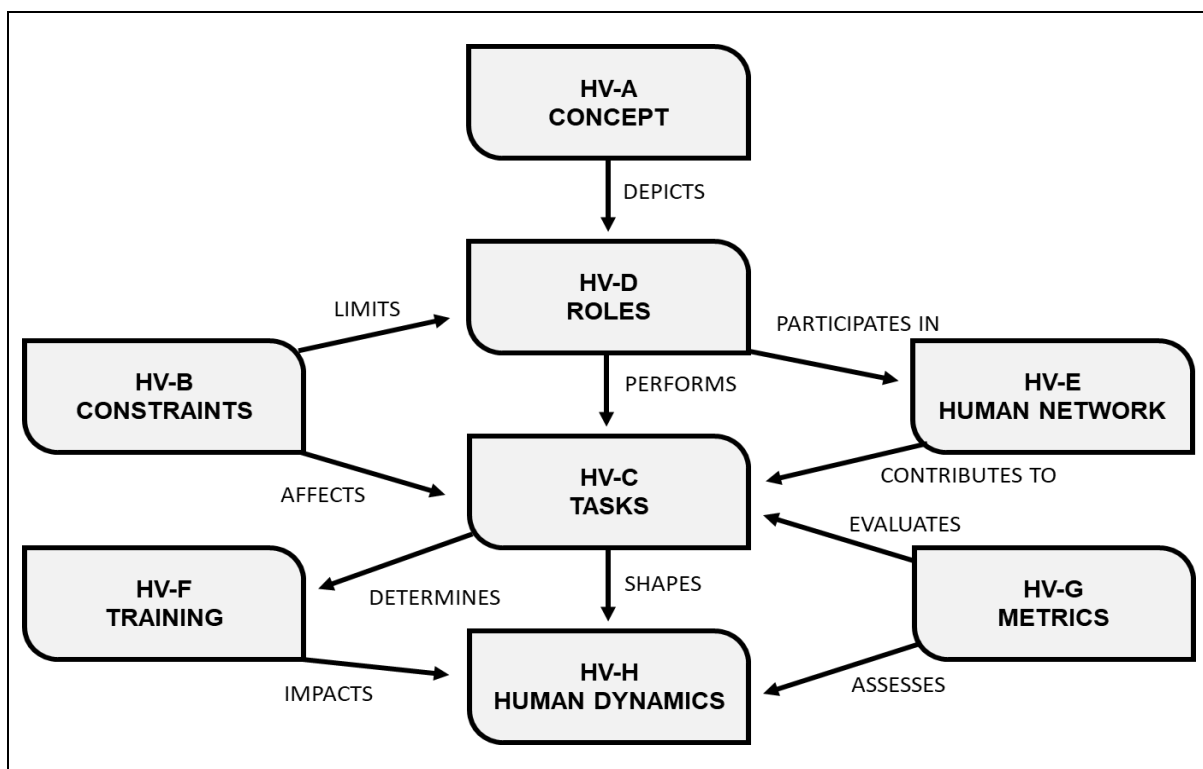 HV-A
CONCEPT
DEPICTS
HV-D
ROLES
LIMITS
PARTICIPATES IN
HV-B
CONSTRAINTS
PERFORMS
HV-E
HUMAN NETWORK
HV-C
TASKS
AFFECTS
CONTRIBUTES TO
EVALUATES
HV-F
TRAINING
DETERMINES
SHAPES
HV-G
METRICS
HV-H
HUMAN DYNAMICS
IMPACTS
ASSESSES